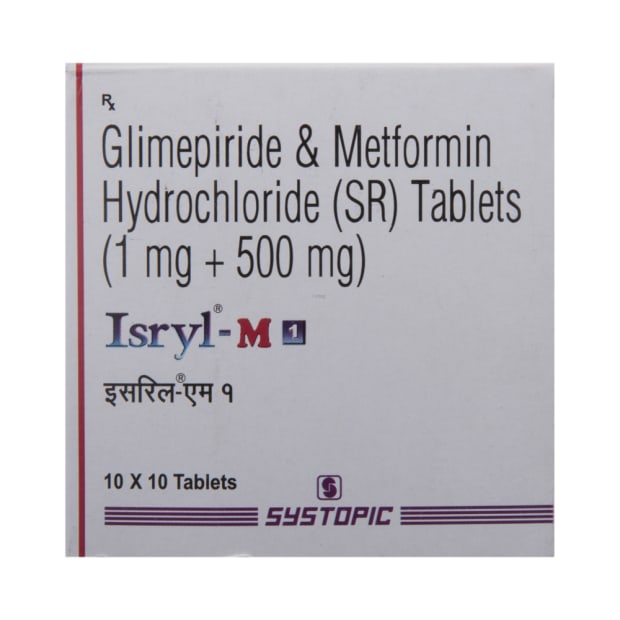 Rx
Glimepiride & Metformin
Hydrochloride (SR) Tablets
(1 mg + 500 mg)
Isryl®-M 1
इसरिल®-एम १
10 X 10 Tablets
S
SYSTOPIC